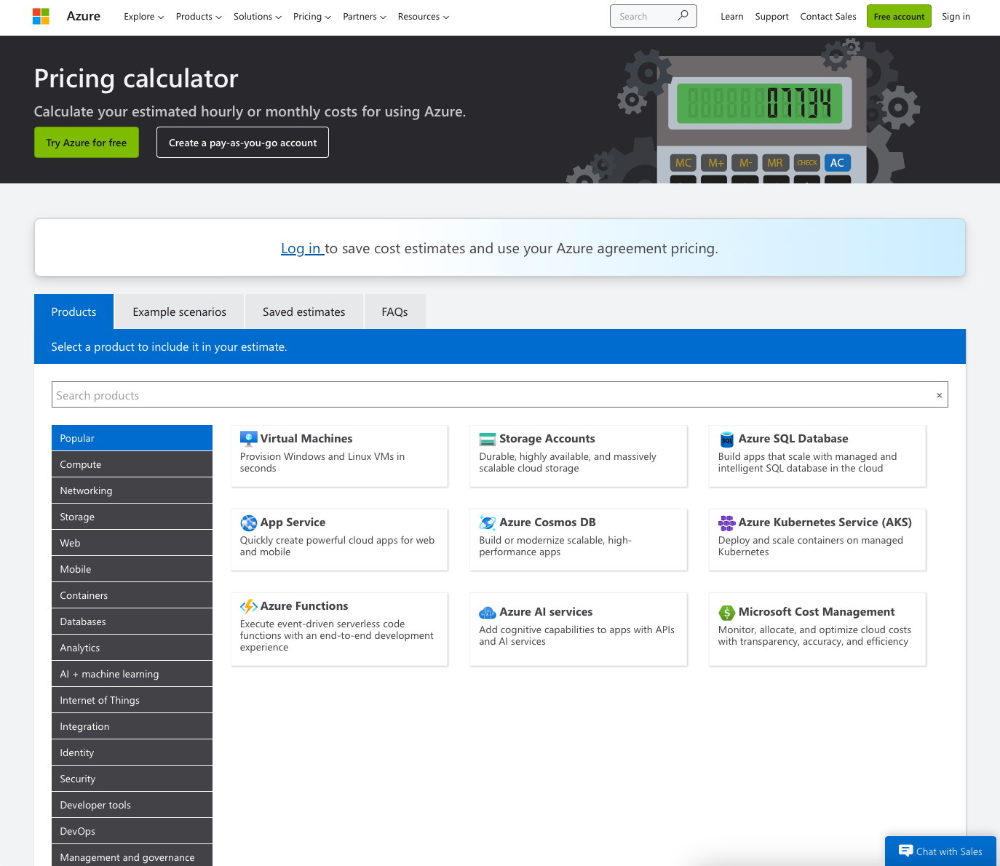 Azure
Explore
Products
Solutions
Pricing
Partners
Resources
Search
Learn
Support
Contact Sales
Free account
Sign in
Pricing calculator
Calculate your estimated hourly or monthly costs for using Azure.
Try Azure for free
Create a pay-as-you-go account
07734
MC
M+
M-
MR
CHECK
AC
Log in to save cost estimates and use your Azure agreement pricing.
Products
Example scenarios
Saved estimates
FAQs
Select a product to include it in your estimate.
Search products
×
Popular
Compute
Networking
Storage
Web
Mobile
Containers
Databases
Analytics
AI + machine learning
Internet of Things
Integration
Identity
Security
Developer tools
DevOps
Management and governance
Virtual Machines
Provision Windows and Linux VMs in
seconds
Storage Accounts
Durable, highly available, and massively
scalable cloud storage
SQL
Azure SQL Database
Build apps that scale with managed and
intelligent SQL database in the cloud
App Service
Quickly create powerful cloud apps for web
and mobile
Azure Cosmos DB
Build or modernize scalable, high-
performance apps
Azure Kubernetes Service (AKS)
Deploy and scale containers on managed
Kubernetes
Azure Functions
Execute event-driven serverless code
functions with an end-to-end development
experience
Azure AI services
Add cognitive capabilities to apps with APIs
and AI services
$
Microsoft Cost Management
Monitor, allocate, and optimize cloud costs
with transparency, accuracy, and efficiency
Chat with Sales